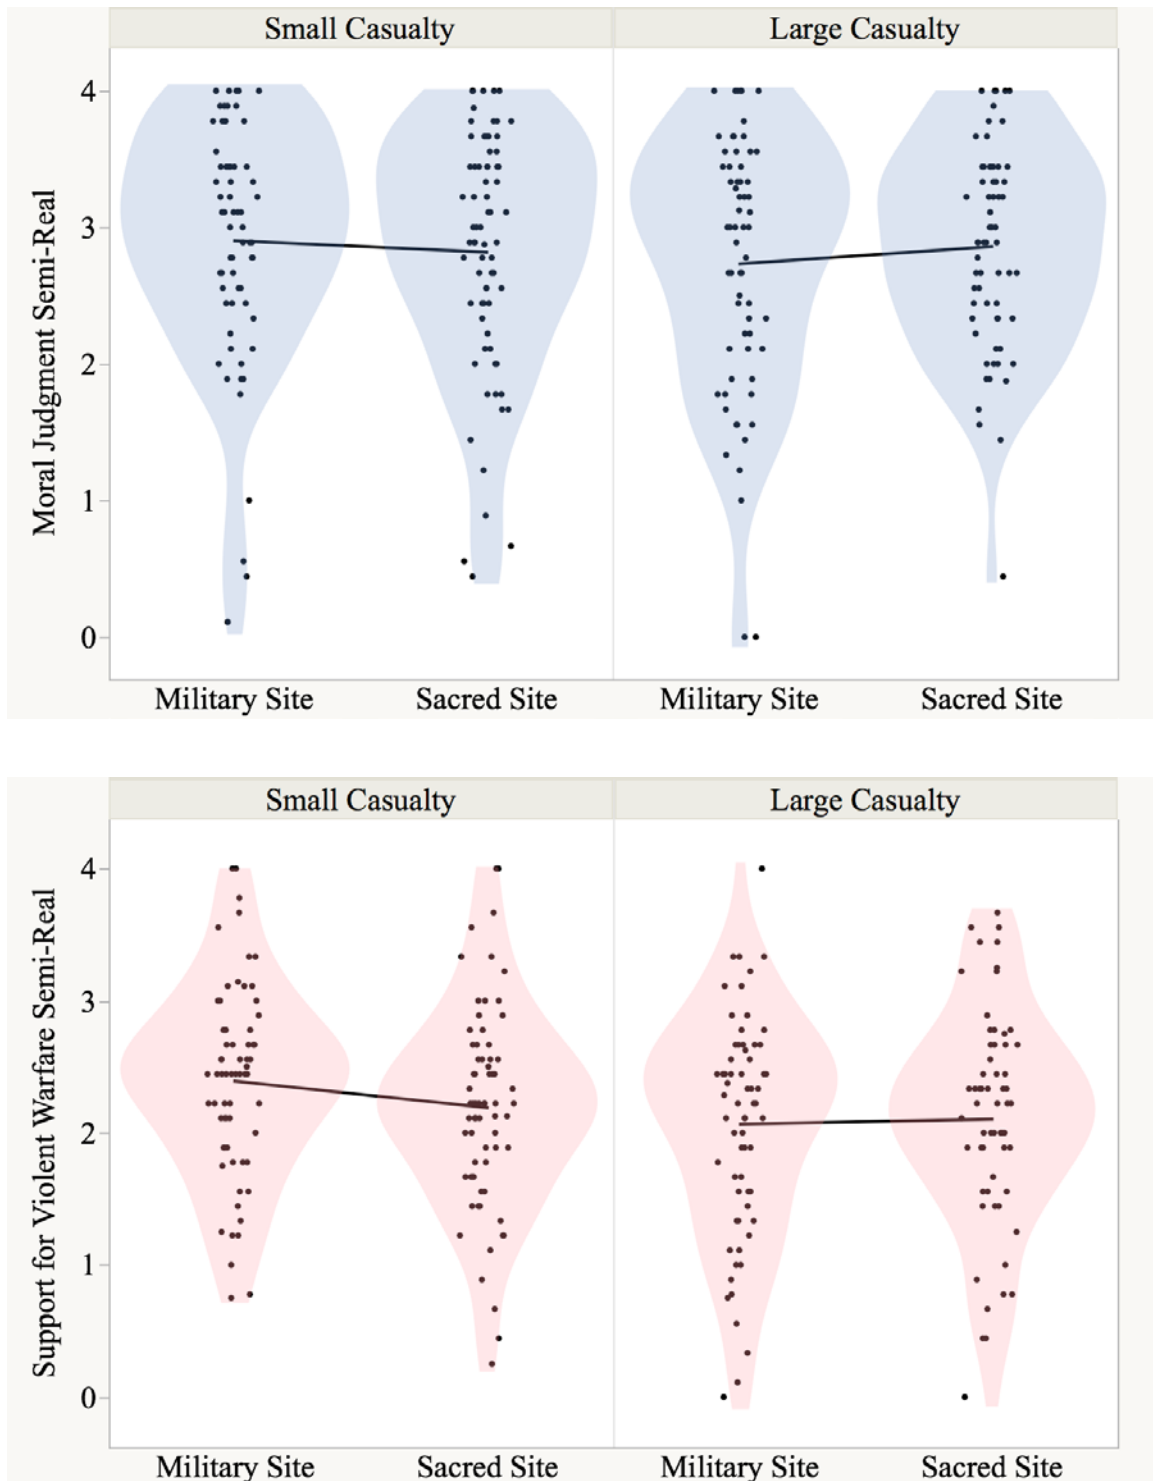 Small Casualty Large Casualty
Moral Judgment Semi-Real
4
3
2
1
0
Military Site Sacred Site Military Site Sacred Site
Small Casualty Large Casualty
Support for Violent Warfare Semi-Real
4
3
2
1
0
Military Site Sacred Site Military Site Sacred Site